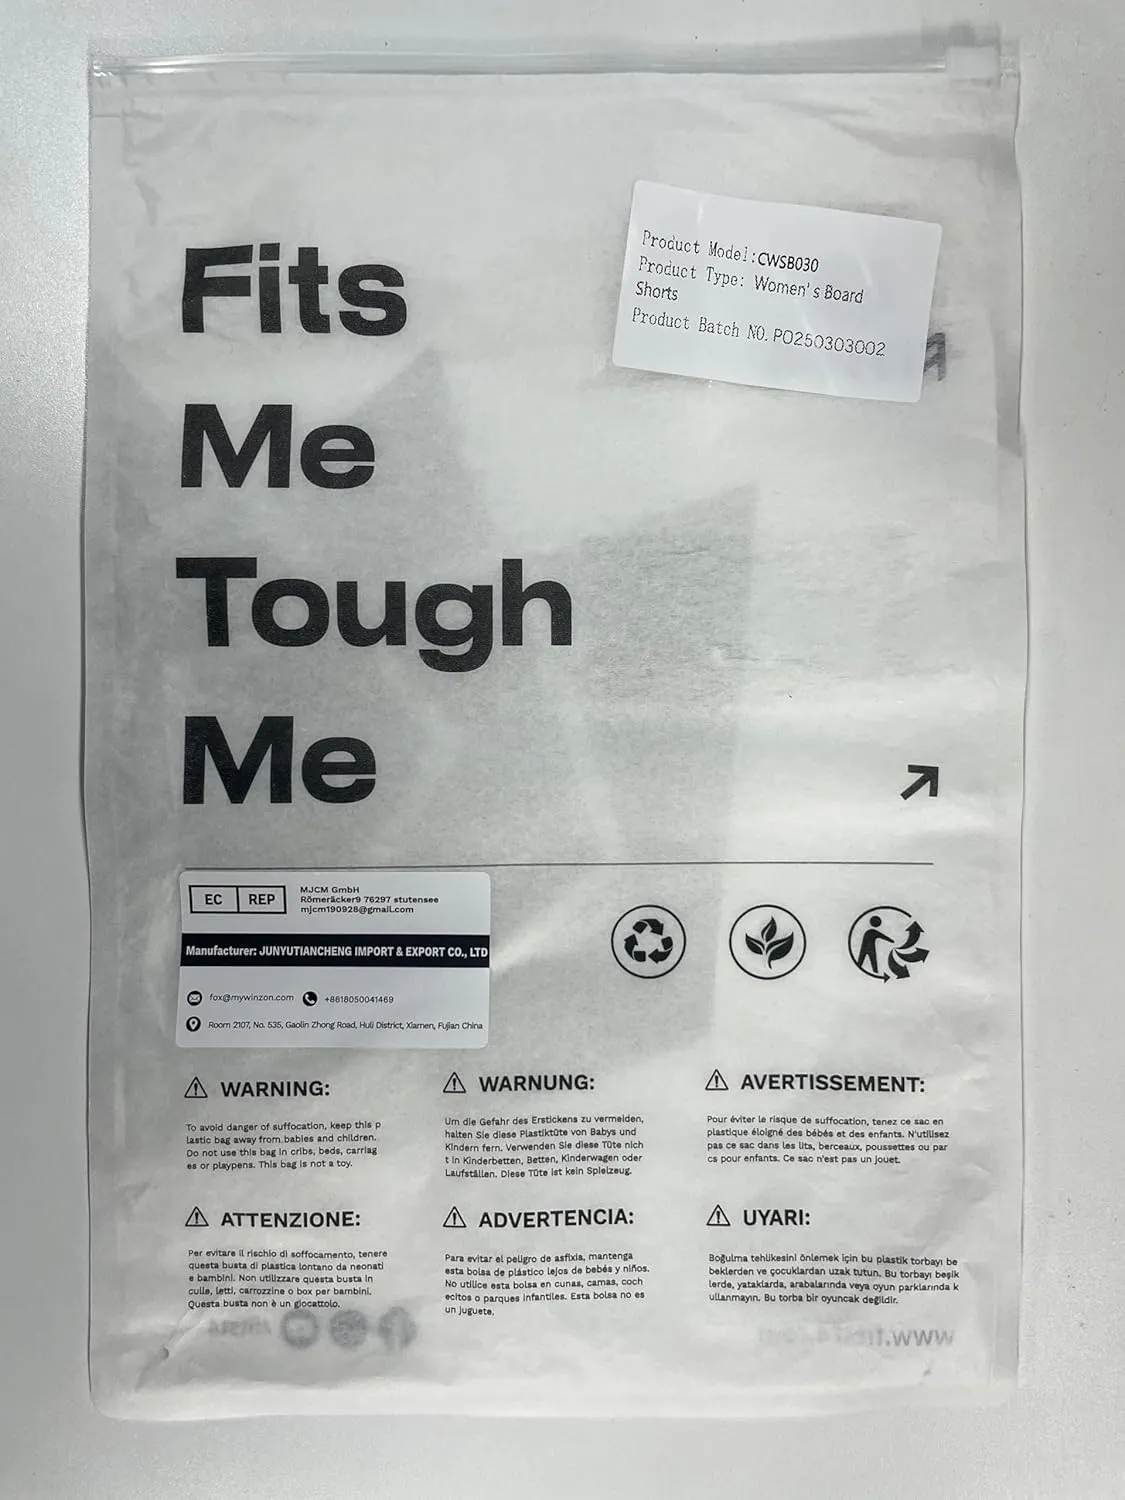 Fits
Me
Tough
Me
Product Model:CWSB030
Product Type: Women's Board
Shorts
Product Batch NO. PO250303002
EC REP
MJCM GmbH
Römeräcker9 76297 stutensee
mjcm190928@gmail.com
Manufacturer: JUNYUTIANCHENG IMPORT & EXPORT CO., LTD
fox@mywinzon.com +8618050041469
Room 2107, No. 535, Gaolin Zhong Road, Huli District, Xiamen, Fujian China
WARNING:
To avoid danger of suffocation, keep this p
lastic bag away from babies and children.
Do not use this bag in cribs, beds, carriag
es or playpens. This bag is not a toy.
WARNUNG:
Um die Gefahr des Erstickens zu vermeiden,
halten Sie diese Plastiktüte von Babys und
Kindern fern. Verwenden Sie diese Tüte nich
t in Kinderbetten, Betten, Kinderwagen oder
Laufställen. Diese Tüte ist kein Spielzeug.
AVERTISSEMENT:
Pour éviter le risque de suffocation, tenez ce sac en
plastique éloigné des bébés et des enfants. N'utilisez
pas ce sac dans les lits, berceaux, poussettes ou par
cs pour enfants. Ce sac n'est pas un jouet.
ATTENZIONE:
Per evitare il rischio di soffocamento, tenere
questa busta di plastica lontano da neonati
e bambini. Non utilizzare questa busta in
culle, letti, carrozzine o box per bambini.
Questa busta non è un giocattolo.
ADVERTENCIA:
Para evitar el peligro de asfixia, mantenga
esta bolsa de plástico lejos de bebés y niños.
No utilice esta bolsa en cunas, camas, coch
ecitos o parques infantiles. Esta bolsa no es
un juguete.
UYARI:
Boğulma tehlikesini önlemek için bu plastik torbayı be
beklerden ve çocuklardan uzak tutun. Bu torbayı beşik
lerde, yataklarda, arabalarında veya oyun parklarında k
ullanmayın. Bu torba bir oyuncak değildir.